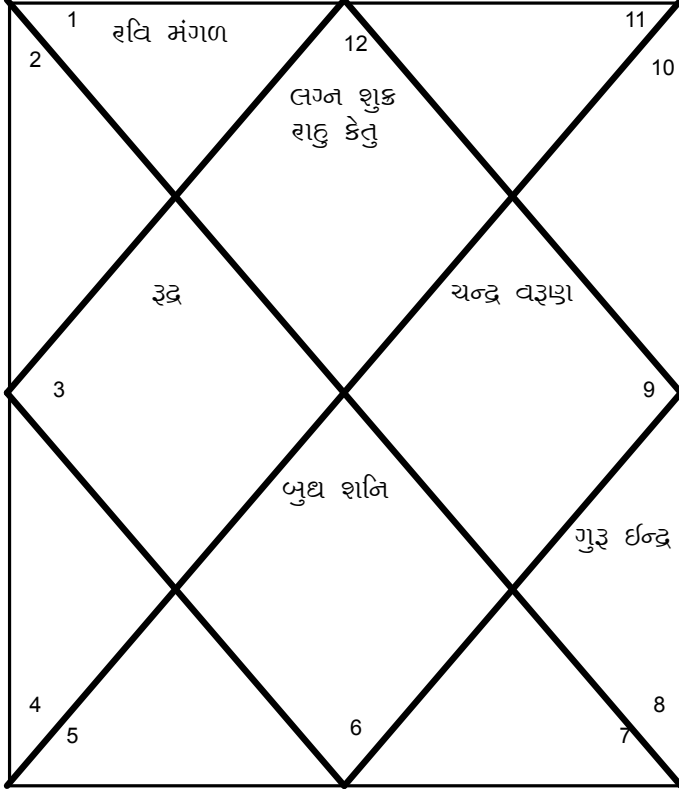 1
રવિ મંગળ
12
11
2
10
લગ્ન શુક્ર
રાહુ કેતુ
રૂદ્ર
ચન્દ્ર વરૂણ
3
9
બુધ શનિ
ગુરૂ ઈન્દ્ર
4
8
5
6
7